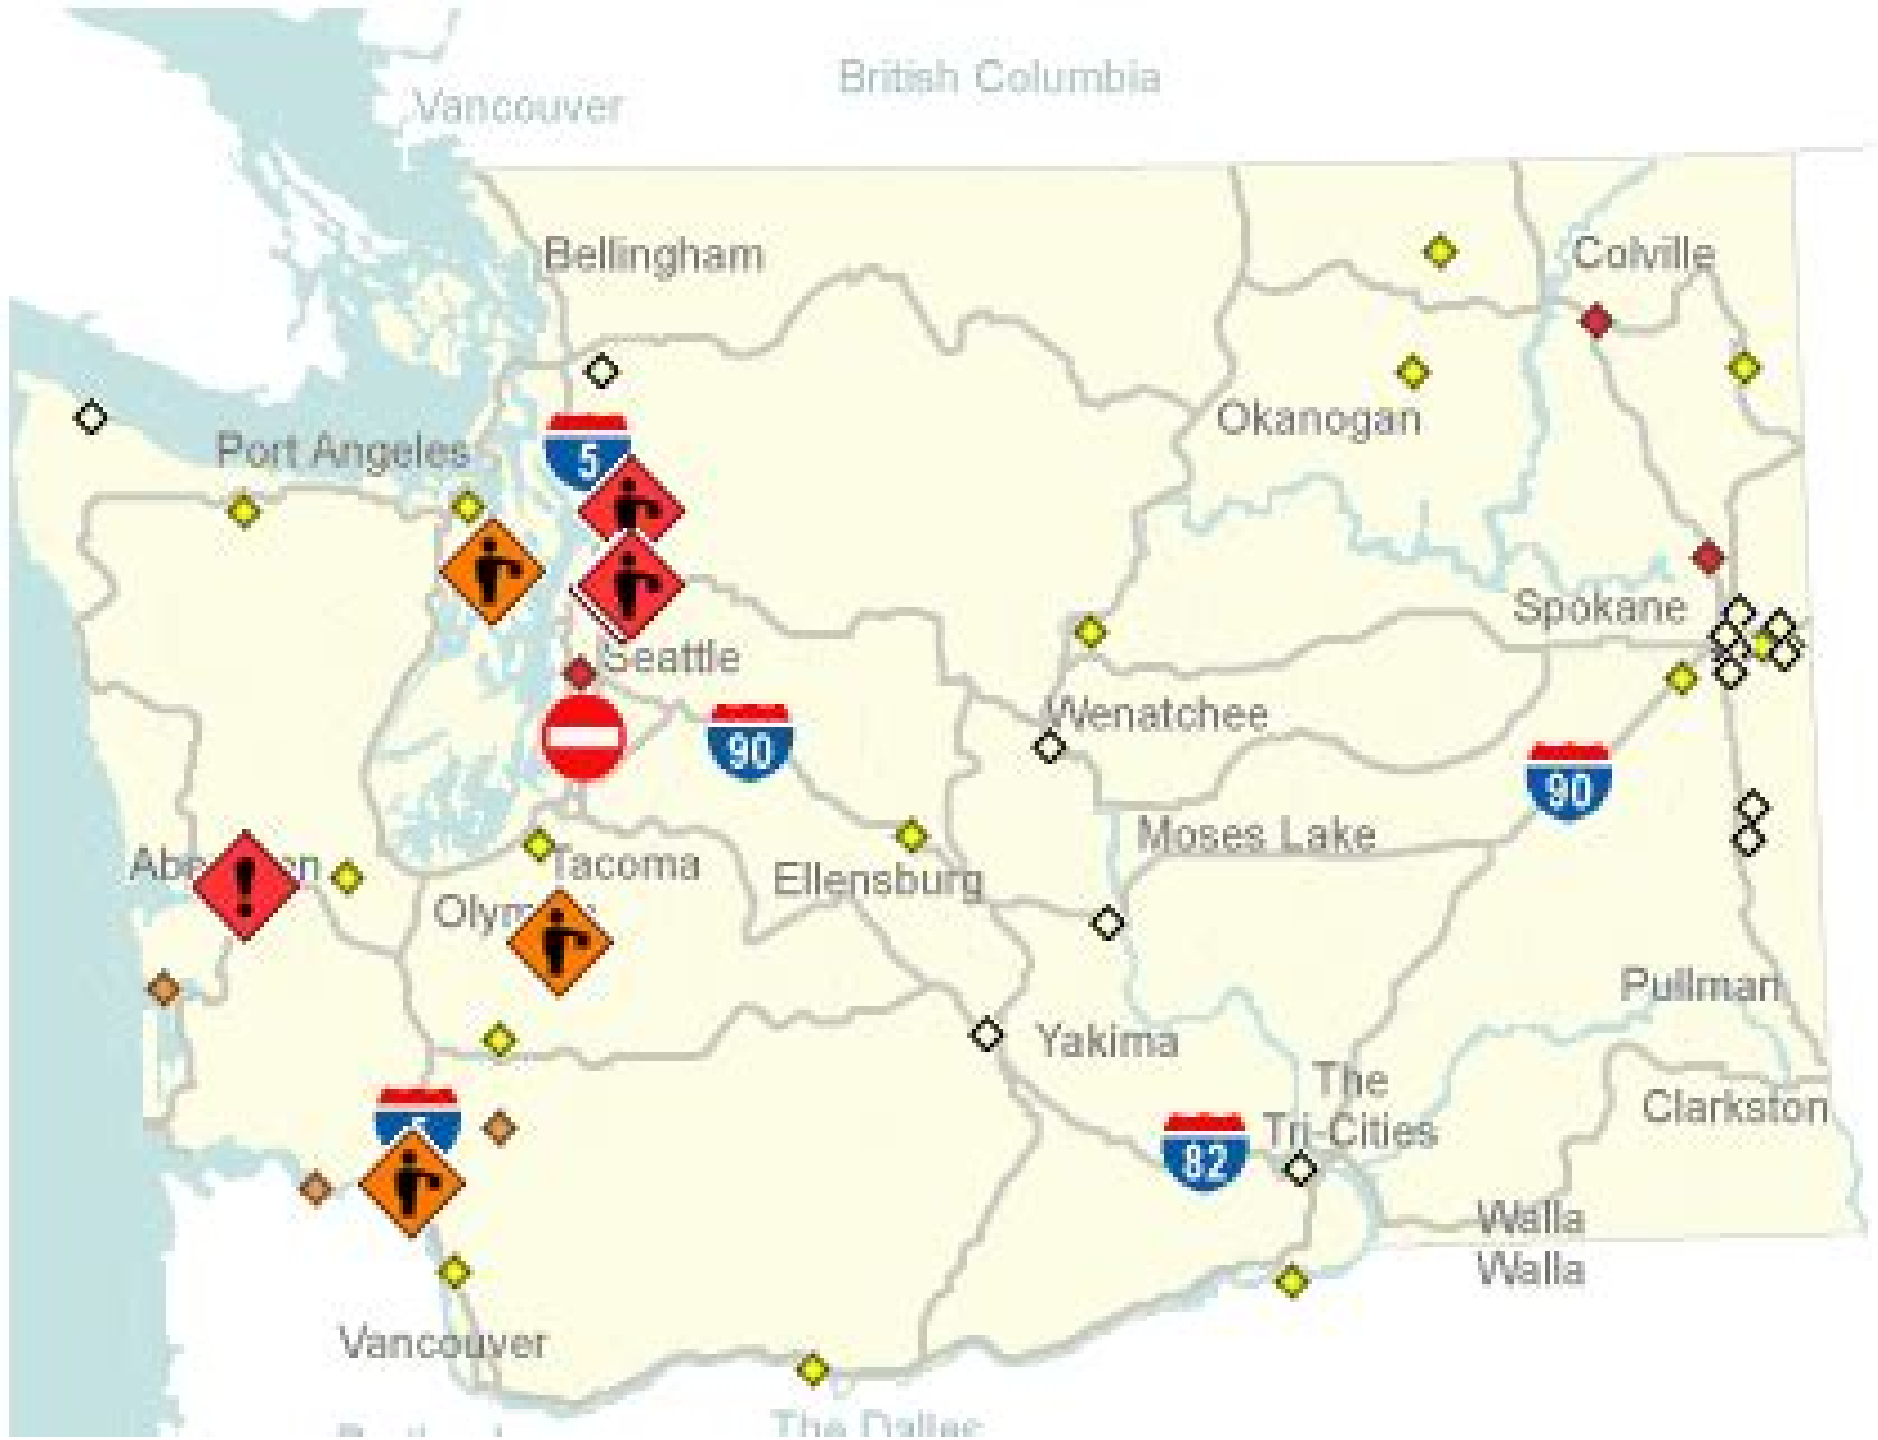 British Columbia
Vancouver
Bellingham
Colville
Okanogan
Port Angeles
5
Spokane
Seattle
Wenatchee
90
90
Moses Lake
Tacoma
Ellensburg
!
Pullman
Yakima
The
Tri-Cities
Clarkston
82
Walla
Walla
Vancouver
The Dalles